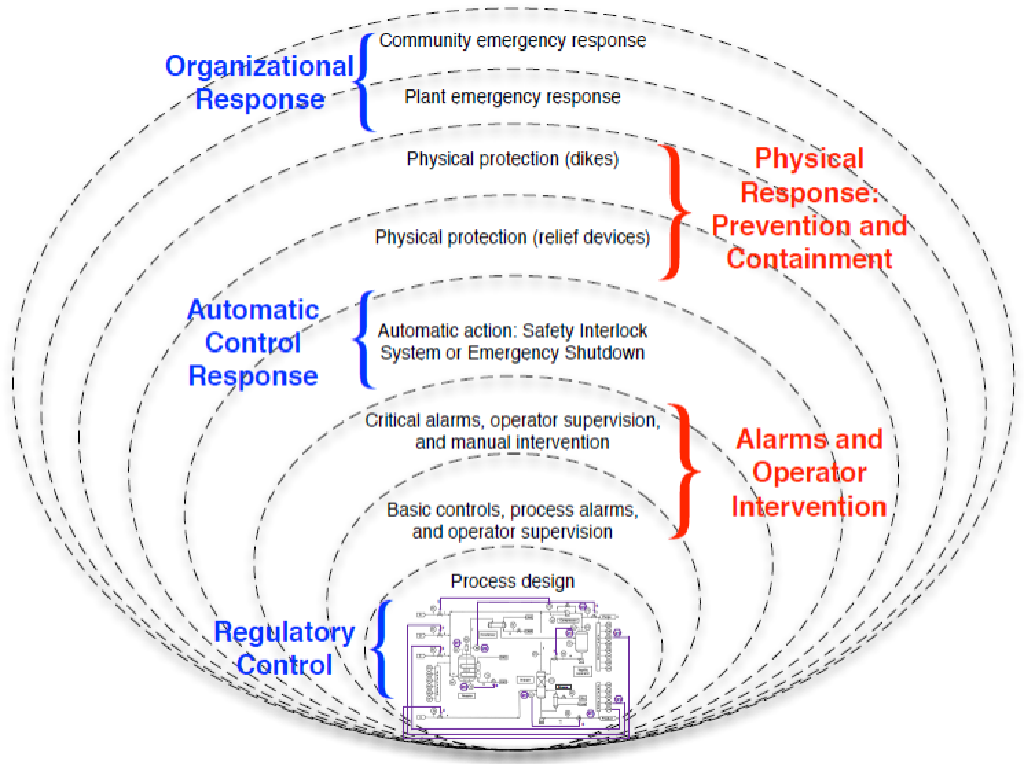 Community emergency response
Organizational
Response
Plant emergency response
Physical protection (dikes)
Physical
Response:
Prevention and
Containment
Physical protection (relief devices)
Automatic
Control
Response
Automatic action: Safety Interlock
System or Emergency Shutdown
Critical alarms, operator supervision,
and manual intervention
Alarms and
Operator
Intervention
Basic controls, process alarms,
and operator supervision
Process design
Regulatory
Control